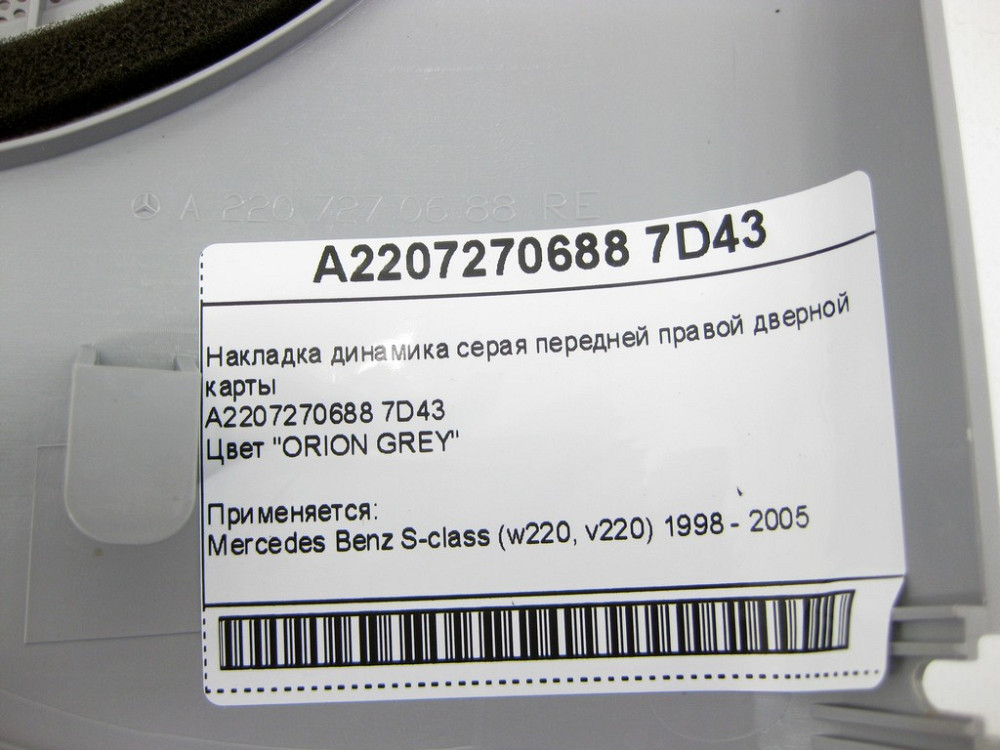 A 220 727 06 88 RE
A2207270688 7D43
Накладка динамика серая передней правой дверной
карты
A2207270688 7D43
Цвет "ORION GREY"
Применяется:
Mercedes Benz S-class (w220, v220) 1998 - 2005